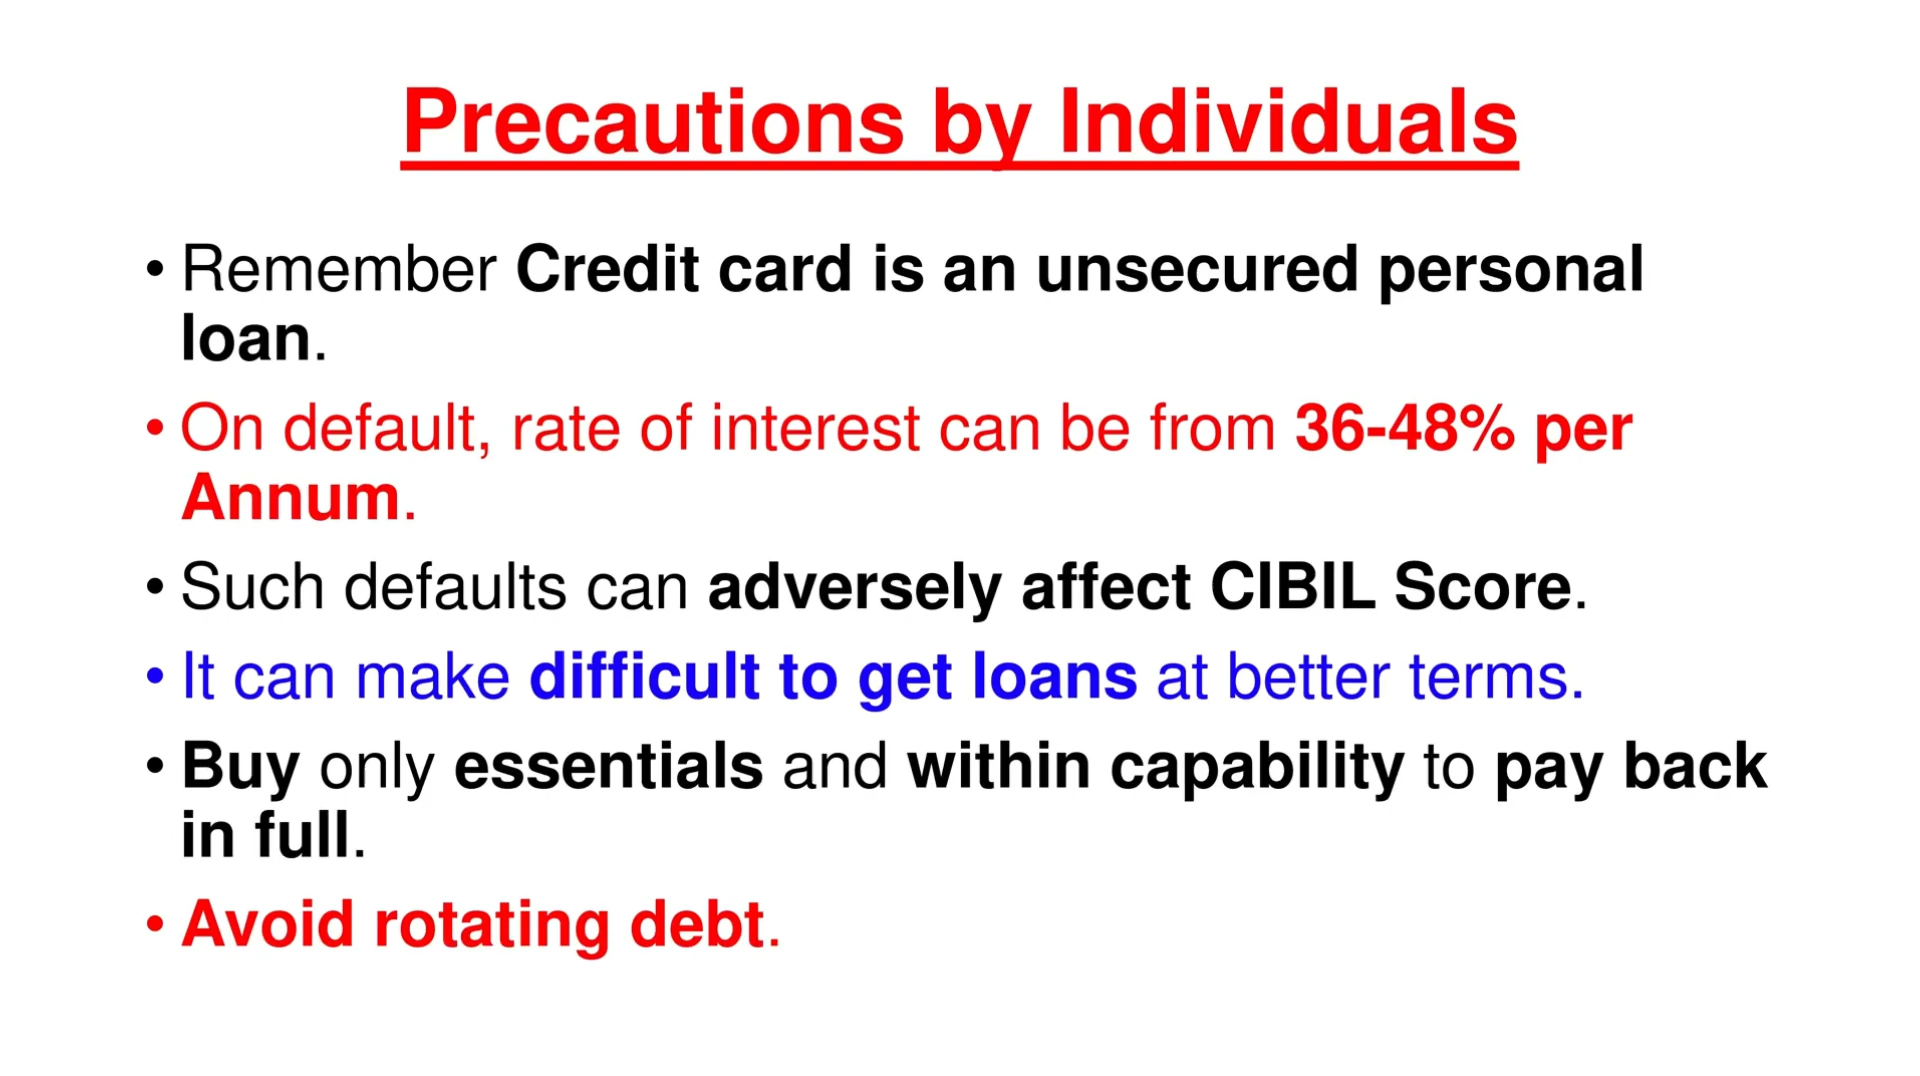 Precautions by Individuals
• Remember Credit card is an unsecured personal
loan.
• On default, rate of interest can be from 36-48% per
Annum.
• Such defaults can adversely affect CIBIL Score.
• It can make difficult to get loans at better terms.
• Buy only essentials and within capability to pay back
in full.
• Avoid rotating debt.